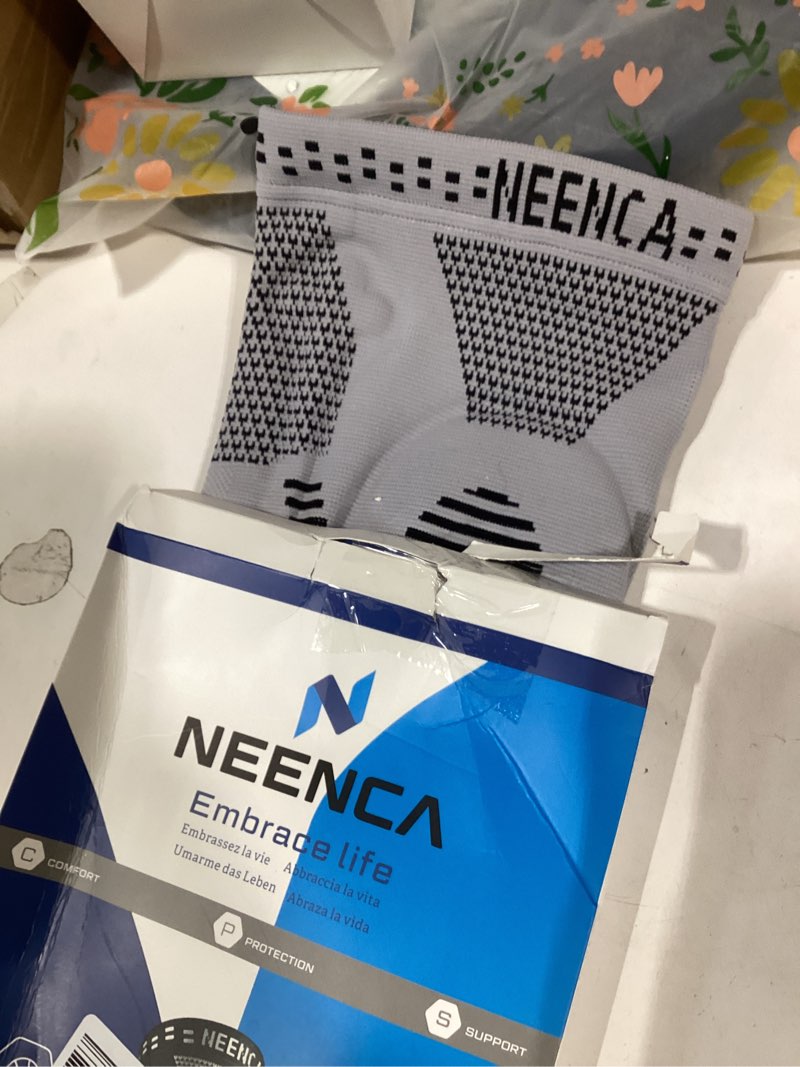 NEENCA
N
NEENCA
Embrace life
Embrassez la vie Abbraccia la vita
Umarme das Leben Abraza la vida
C COMFORT
P PROTECTION
S SUPPORT
NEENCA